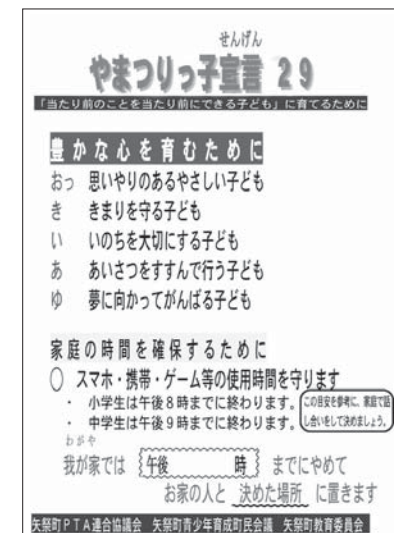 せんげん
やまつりっ子宣言 29
「当たり前のことを当たり前にできる子ども」に育てるために
豊かな心を育むために
おっ 思いやりのあるやさしい子ども
き きまりを守る子ども
い いのちを大切にする子ども
あ あいさつをすすんで行う子ども
ゆ 夢に向かってがんばる子ども
家庭の時間を確保するために
○ スマホ・携帯・ゲーム等の使用時間を守ります
・ 小学生は午後8時までに終わります。
・ 中学生は午後9時までに終わります。
この目安を参考に、家庭で話
し合いをして決めましょう。
わがや
我が家では 午後 時 までにやめて
お家の人と 決めた場所 に置きます
矢祭町PTA連合協議会 矢祭町青少年育成町民会議 矢祭町教育委員会